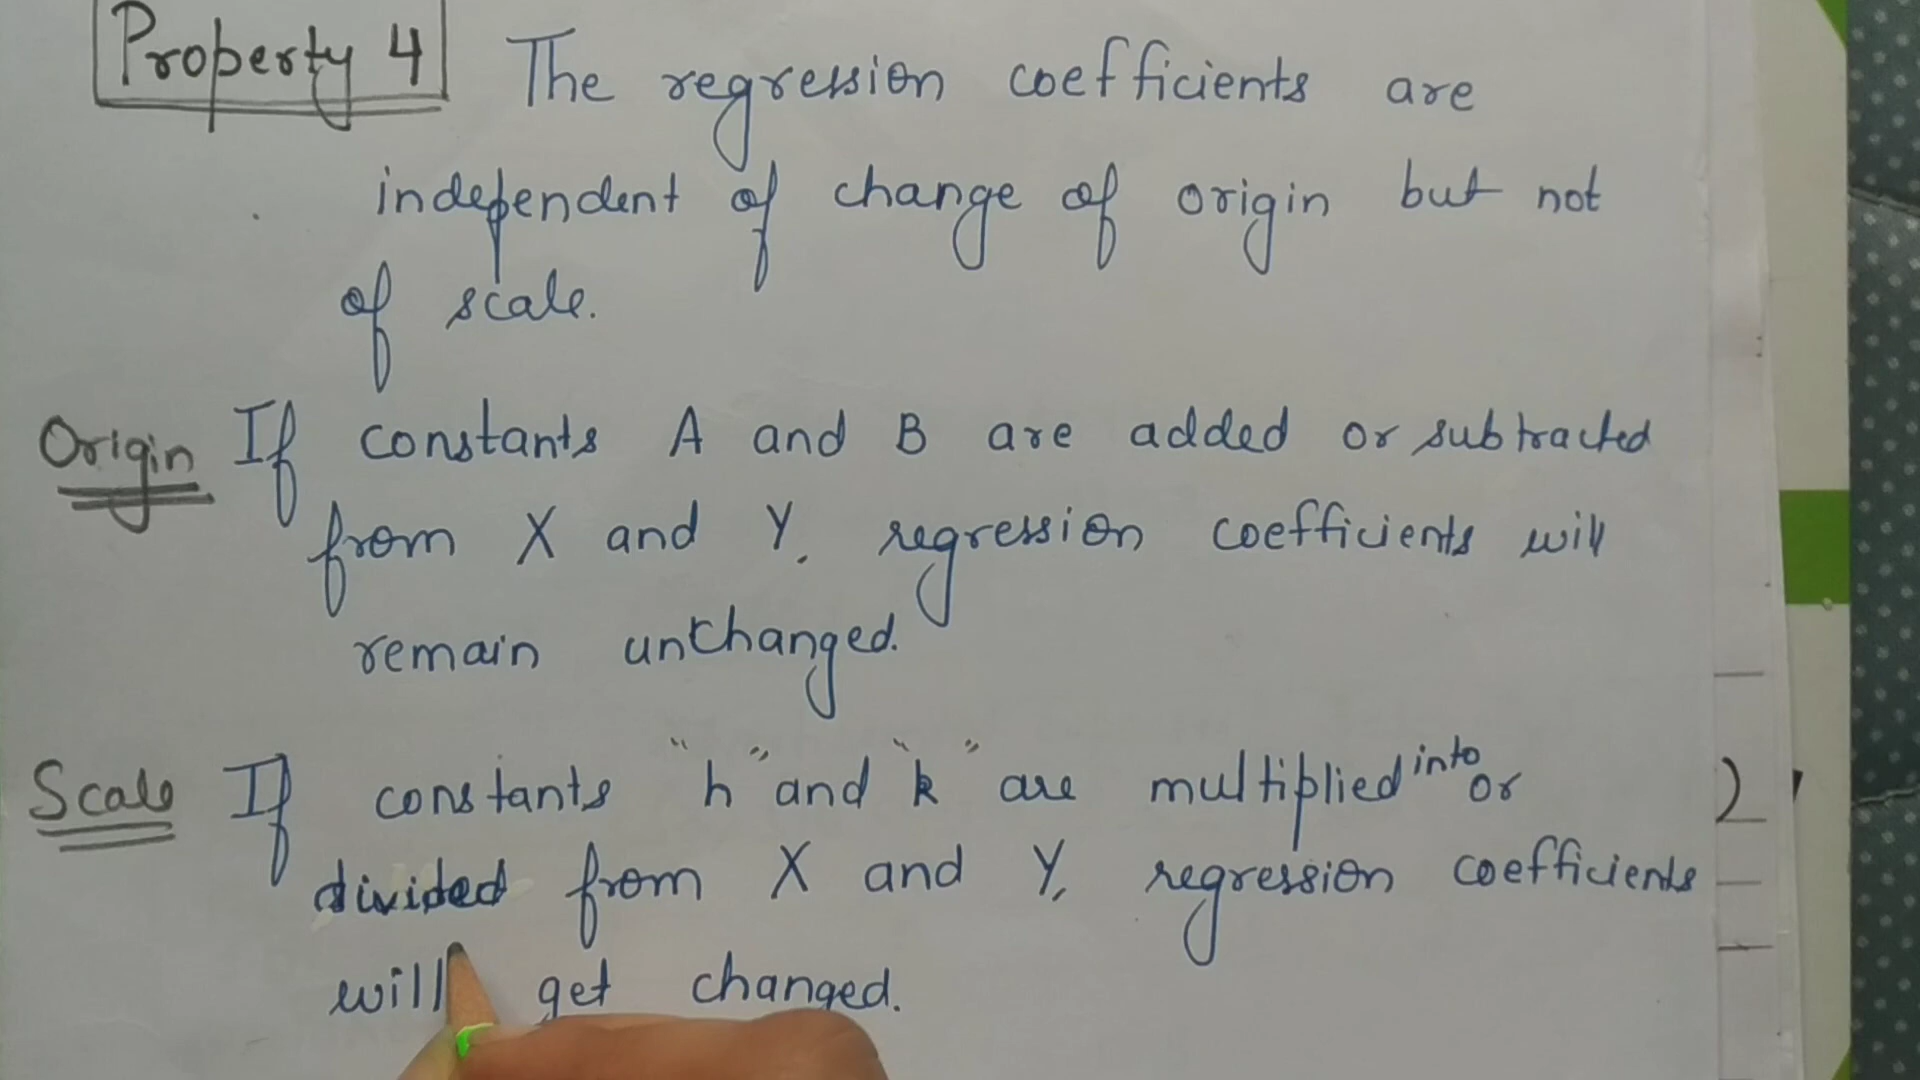 Property 4 The regression coefficients are
independent of change of origin but not
of scale.
Origin If constants A and B are added or subtracted
from X and Y, regression coefficients will
remain unchanged.
Scale If constants "h" and "k" are multiplied into or
divided from X and Y, regression coefficients
will get changed.
2